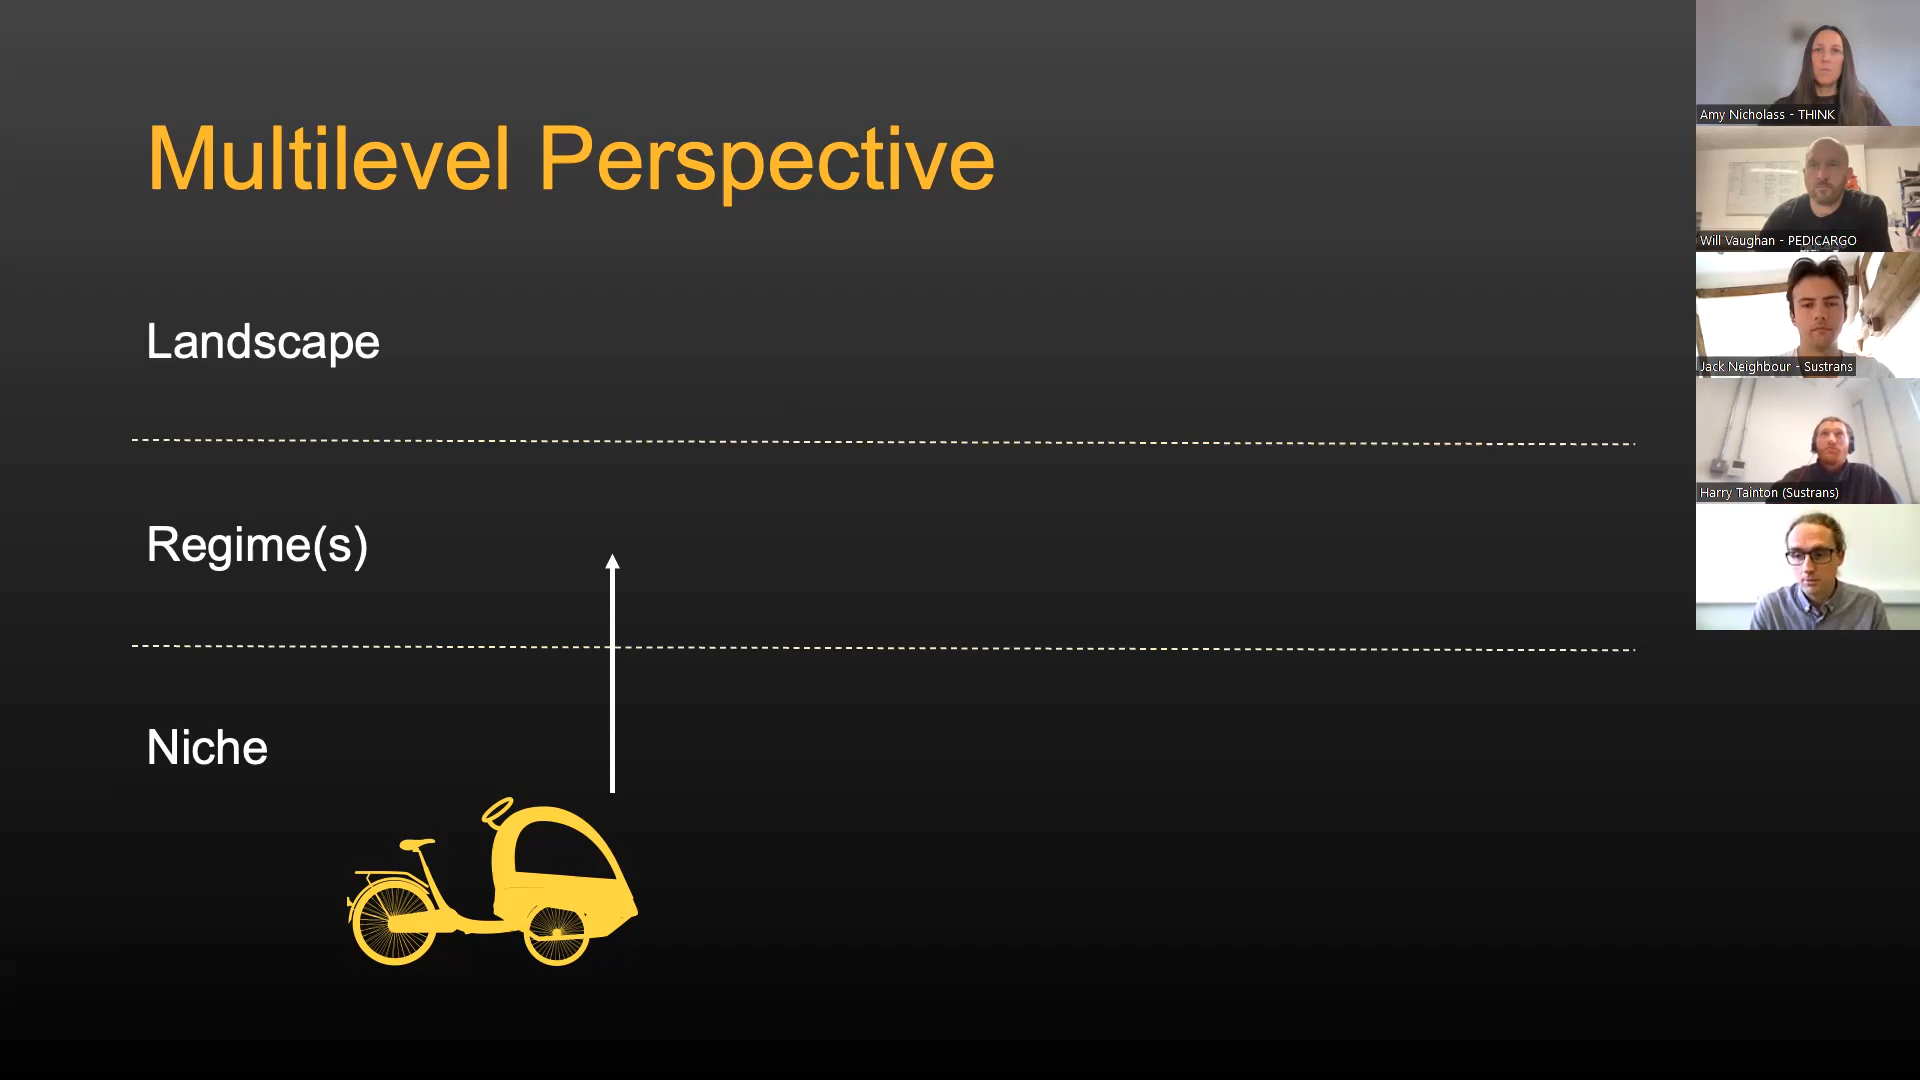 Multilevel Perspective
Landscape
Regime(s)
Niche
Amy Nicholass - THINK
Will Vaughan - PEDICARGO
Jack Neighbour - Sustrans
Harry Tainton (Sustrans)